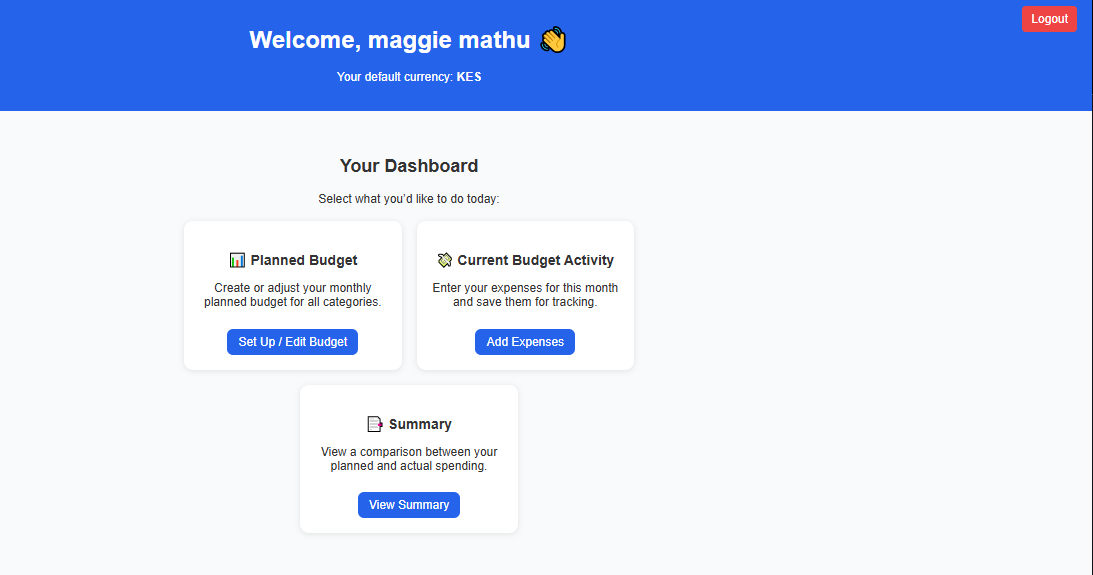 Logout
Welcome, maggie mathu 👋
Your default currency: KES
Your Dashboard
Select what you’d like to do today:
📊 Planned Budget
Create or adjust your monthly
planned budget for all categories.
Set Up / Edit Budget
💸 Current Budget Activity
Enter your expenses for this month
and save them for tracking.
Add Expenses
📑 Summary
View a comparison between your
planned and actual spending.
View Summary